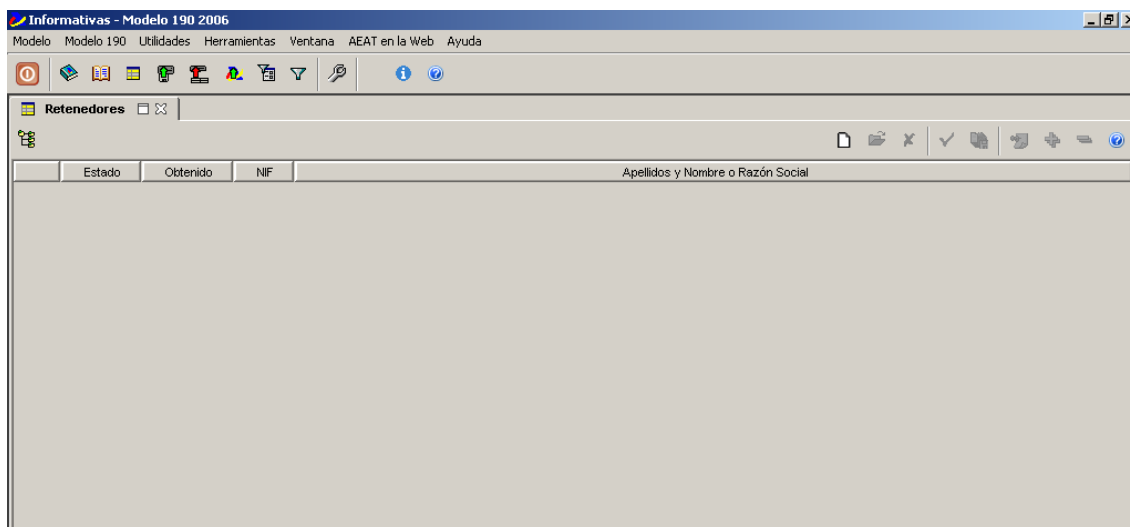 Informativas - Modelo 190 2006
Modelo Modelo 190 Utilidades Herramientas Ventana AEAT en la Web Ayuda
Retenedores
Estado Obtenido NIF Apellidos y Nombre o Razón Social